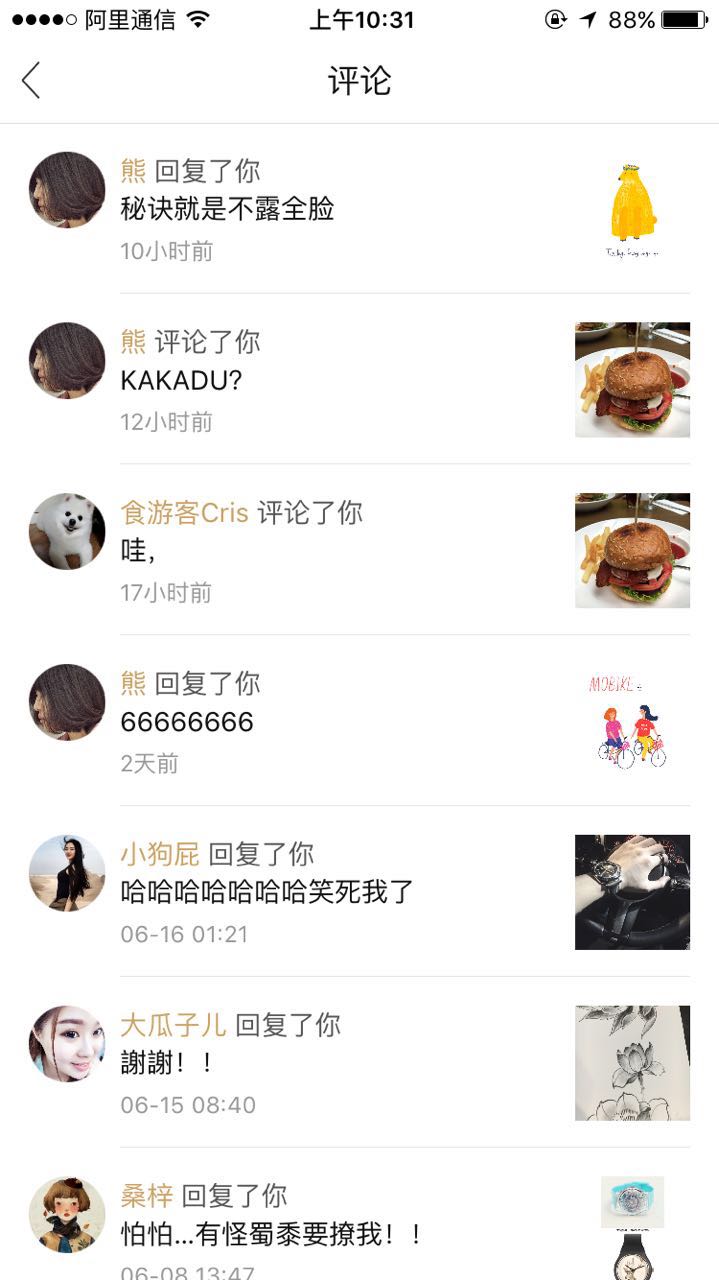 阿里通信 上午10:31 88%
评论
熊 回复了你
秘诀就是不露全脸
10小时前
熊 评论了你
KAKADU?
12小时前
食游客Cris 评论了你
哇,
17小时前
熊 回复了你
66666666
2天前
MOBIKE
小狗屁 回复了你
哈哈哈哈哈哈哈笑死我了
06-16 01:21
大瓜子儿 回复了你
謝謝！！
06-15 08:40
桑梓 回复了你
怕怕...有怪蜀黍要撩我！！
06-08 13:47